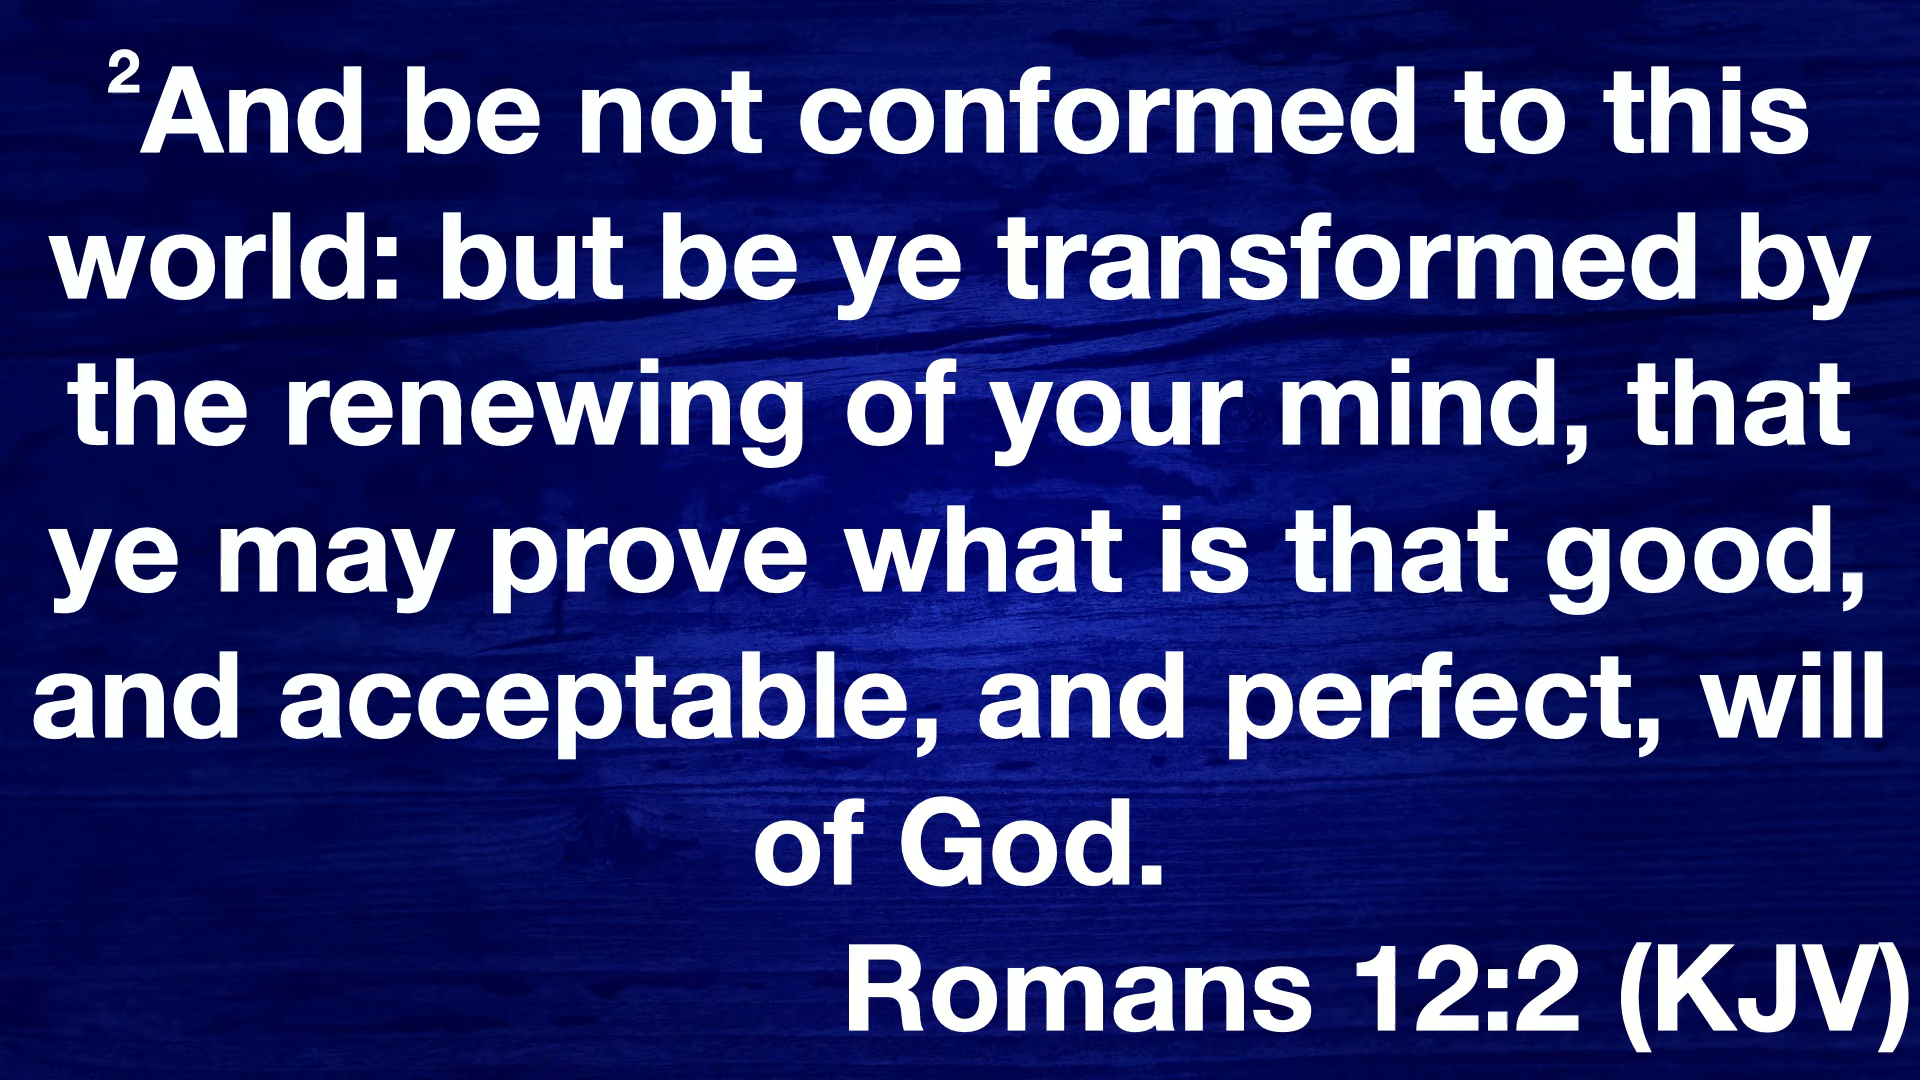 ²And be not conformed to this
world: but be ye transformed by
the renewing of your mind, that
ye may prove what is that good,
and acceptable, and perfect, will
of God.
Romans 12:2 (KJV)